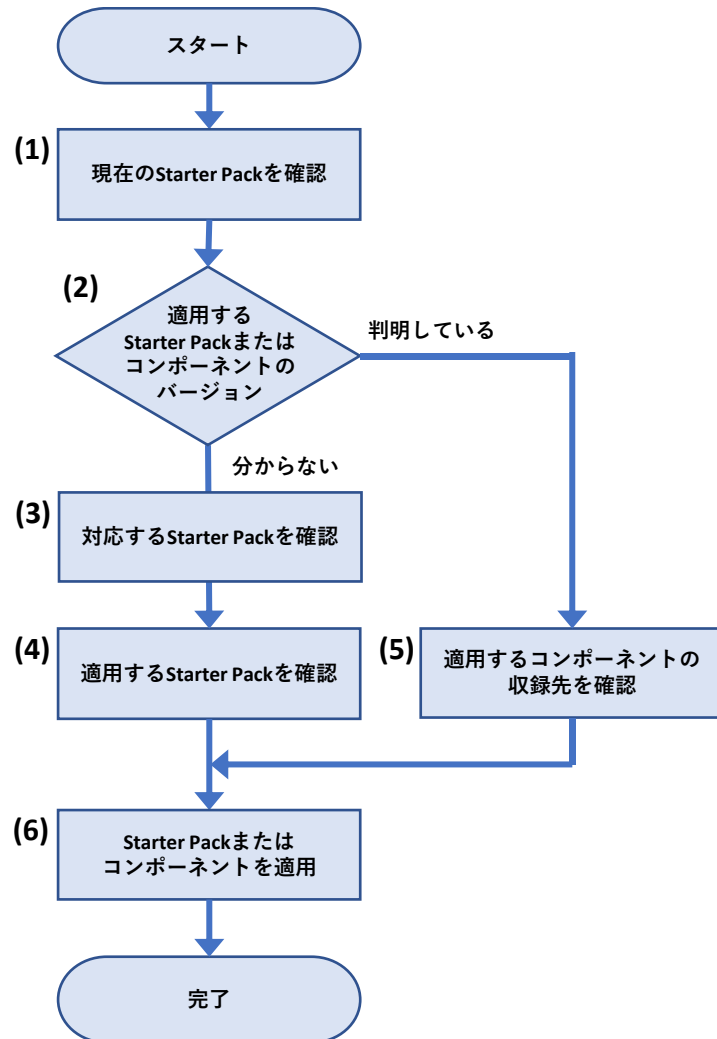 スタート
(1)
現在のStarter Packを確認
(2)
適用する
Starter Packまたは
コンポーネントの
バージョン
判明している
分からない
(3)
対応するStarter Packを確認
(4)
適用するStarter Packを確認
(5)
適用するコンポーネントの
収録先を確認
(6)
Starter Packまたは
コンポーネントを適用
完了